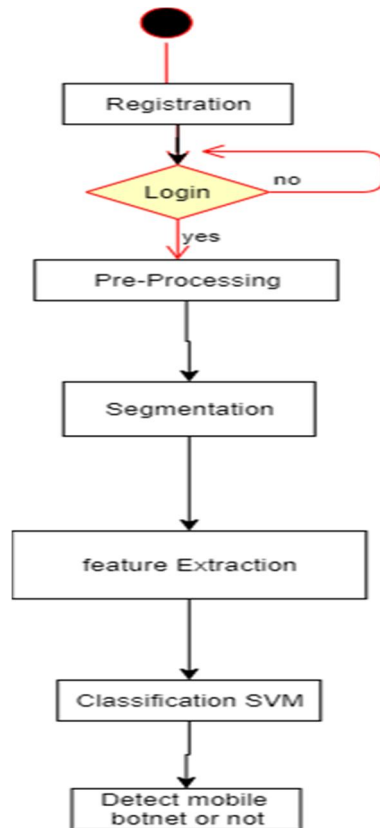 Registration
Login
no
yes
Pre-Processing
Segmentation
feature Extraction
Classification SVM
Detect mobile
botnet or not